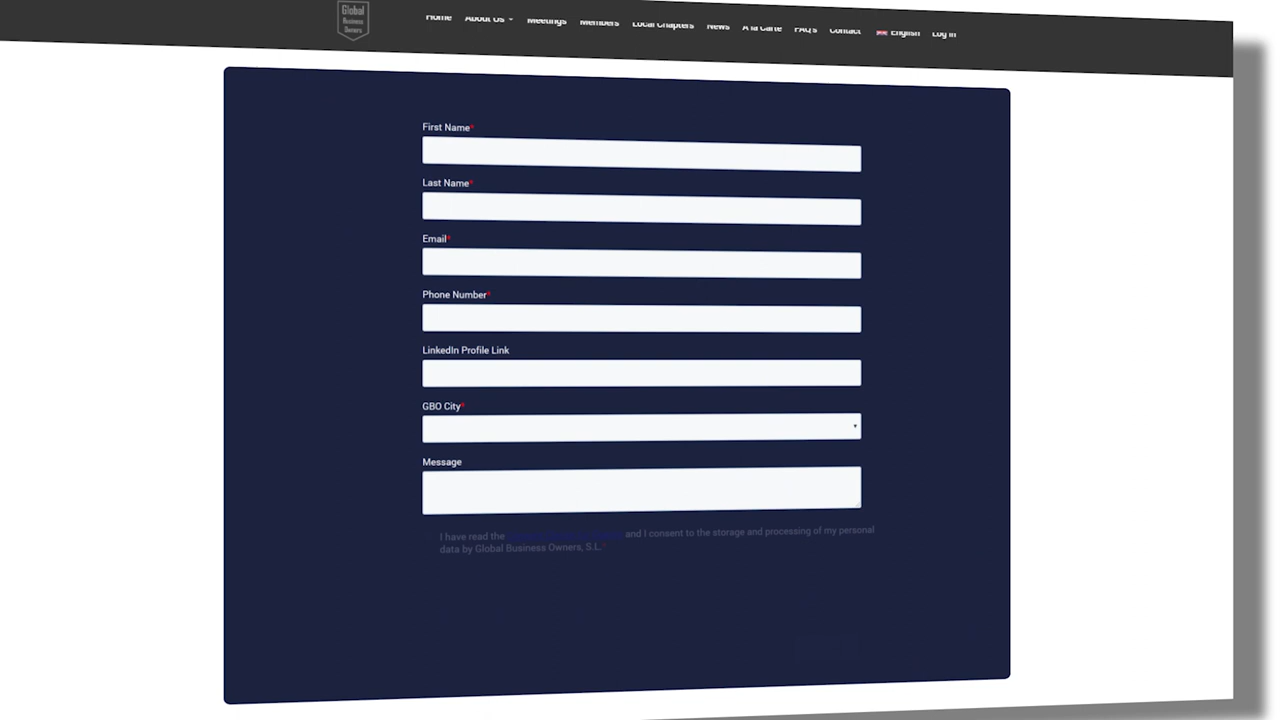 Global
Business
Owners
Home About Us Meetings Members Local Chapters News A la Carte FAQ's Contact English Log in
First Name*
Last Name*
Email*
Phone Number*
LinkedIn Profile Link
GBO City*
Message
I have read the and I consent to the storage and processing of my personal
data by Global Business Owners, S.L.*